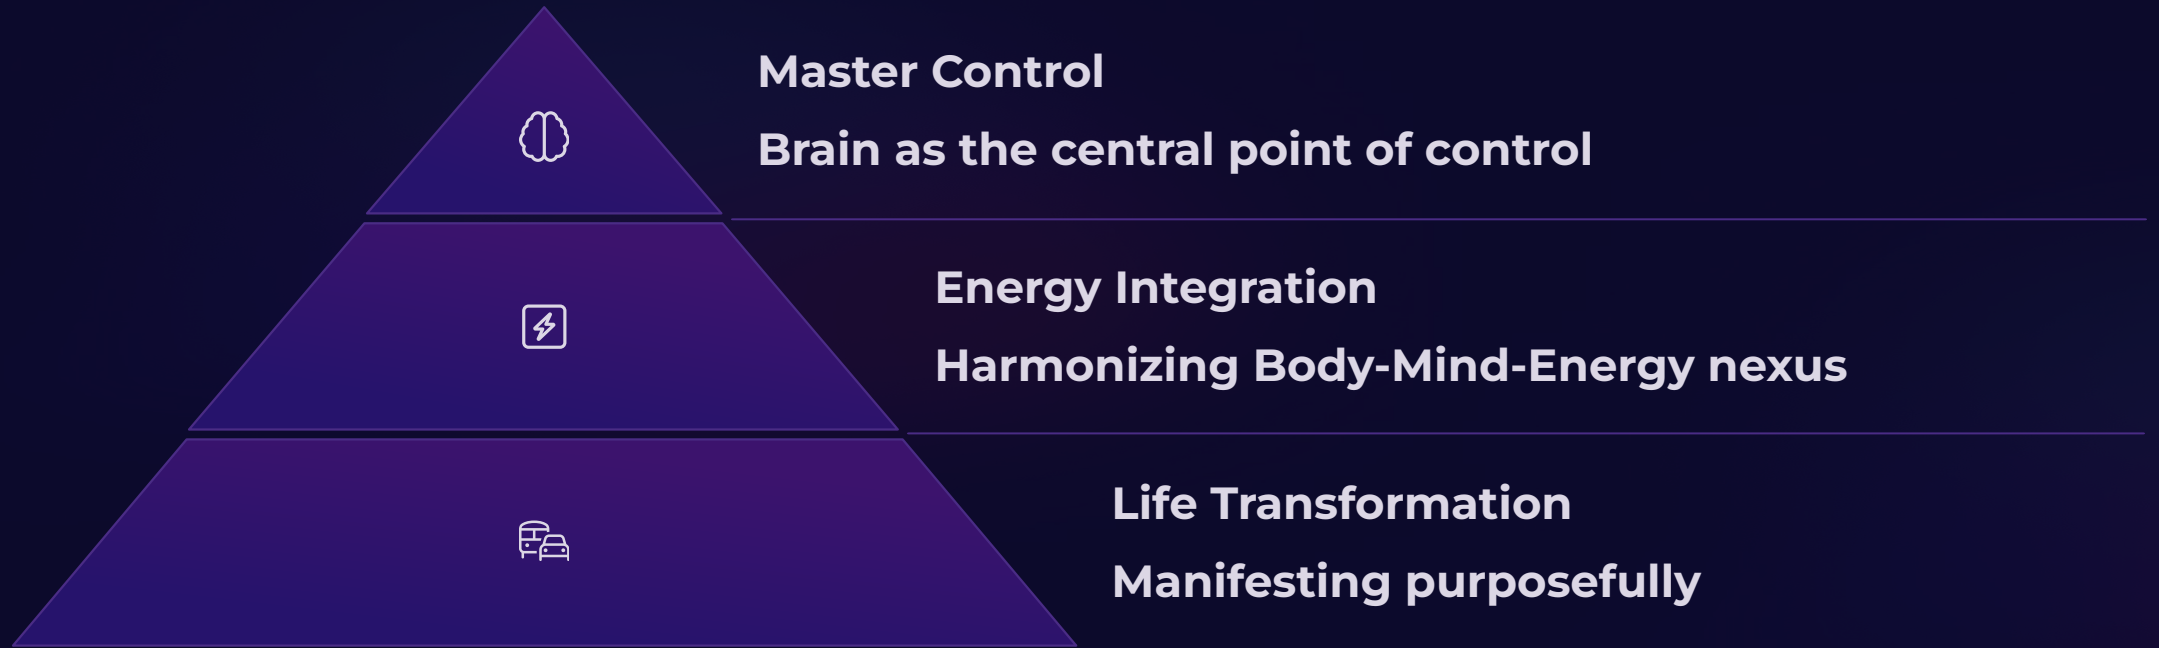 Master Control
Brain as the central point of control
Energy Integration
Harmonizing Body-Mind-Energy nexus
Life Transformation
Manifesting purposefully